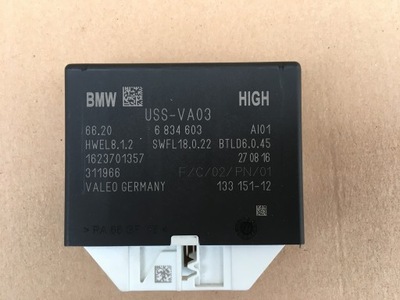 BMW HIGH
USS-VA03
66.20 6 834 603 AI01
HWEL8.1.2 SWFL18.0.22 BTLD6.0.45
1623701357 27 08 16
311966 F/C/02/PN/01
VALEO GERMANY 133 151-12